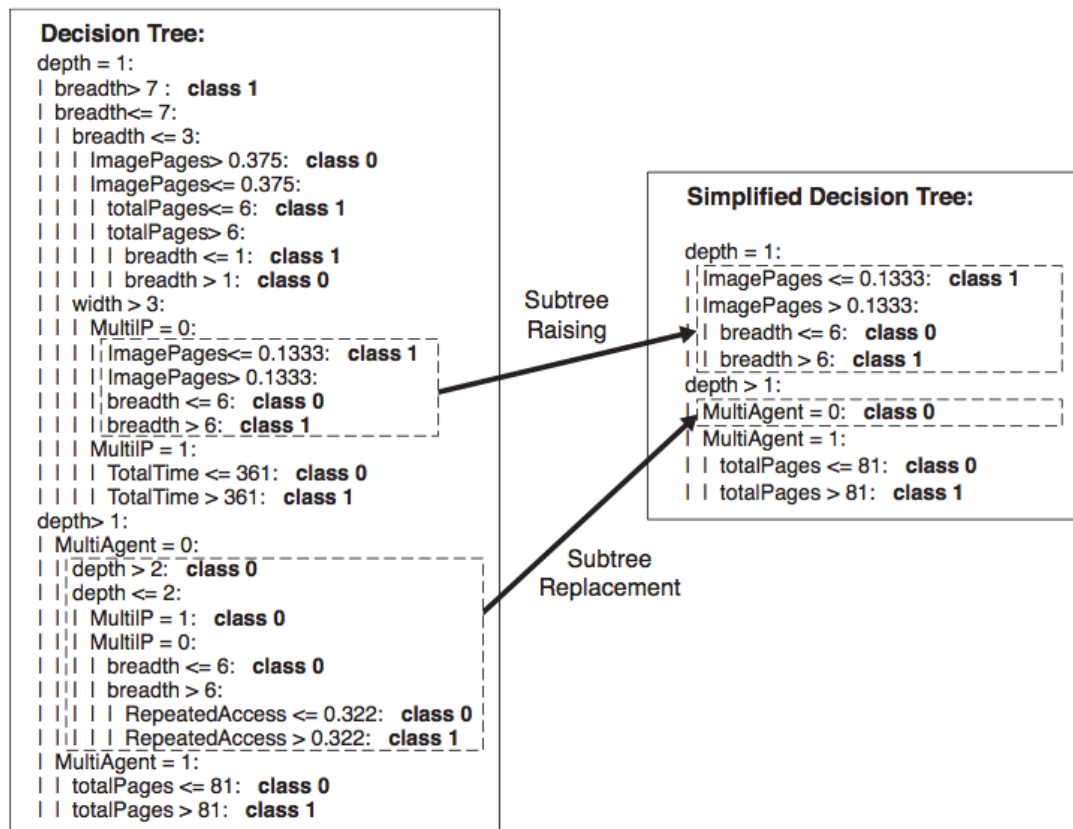 Decision Tree:
depth = 1:
| breadth> 7 : class 1
| breadth<= 7:
| | breadth <= 3:
| | | ImagePages> 0.375: class 0
| | | ImagePages<= 0.375:
| | | | totalPages<= 6: class 1
| | | | totalPages> 6:
| | | | | breadth <= 1: class 1
| | | | | breadth > 1: class 0
| | width > 3:
| | | MultiIP = 0:
| | | | ImagePages<= 0.1333: class 1
| | | | ImagePages> 0.1333:
| | | | breadth <= 6: class 0
| | | | breadth > 6: class 1
| | | MultiIP = 1:
| | | | TotalTime <= 361: class 0
| | | | TotalTime > 361: class 1
depth> 1:
| MultiAgent = 0:
| | depth > 2: class 0
| | depth <= 2:
| | | MultiIP = 1: class 0
| | | MultiIP = 0:
| | | | breadth <= 6: class 0
| | | | breadth > 6:
| | | | | RepeatedAccess <= 0.322: class 0
| | | | | RepeatedAccess > 0.322: class 1
| MultiAgent = 1:
| | totalPages <= 81: class 0
| | totalPages > 81: class 1
Subtree
Raising
Subtree
Replacement
Simplified Decision Tree:
depth = 1:
| ImagePages <= 0.1333: class 1
| ImagePages > 0.1333:
| | breadth <= 6: class 0
| | breadth > 6: class 1
depth > 1:
| MultiAgent = 0: class 0
| MultiAgent = 1:
| | totalPages <= 81: class 0
| | totalPages > 81: class 1